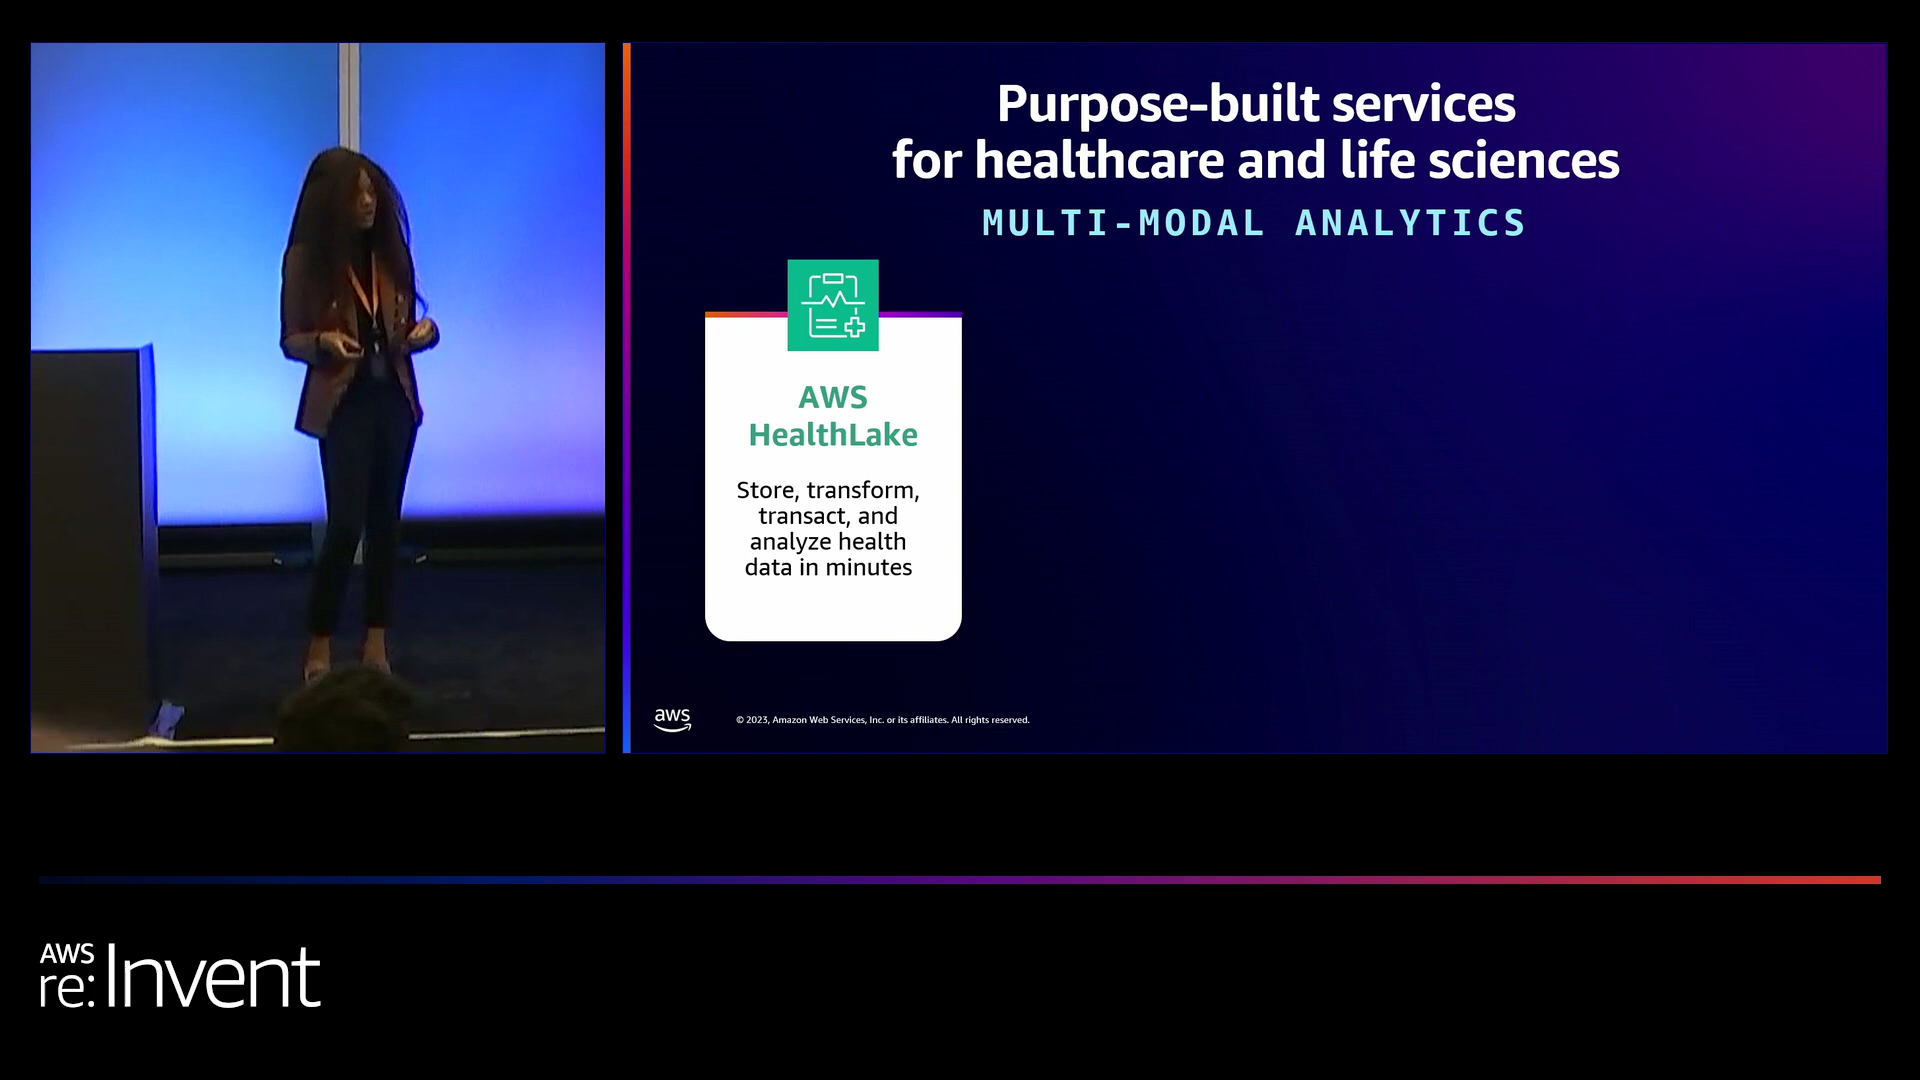 Purpose-built services
for healthcare and life sciences
MULTI-MODAL ANALYTICS
AWS
HealthLake
Store, transform,
transact, and
analyze health
data in minutes
aws
© 2023, Amazon Web Services, Inc. or its affiliates. All rights reserved.
AWS
re:Invent